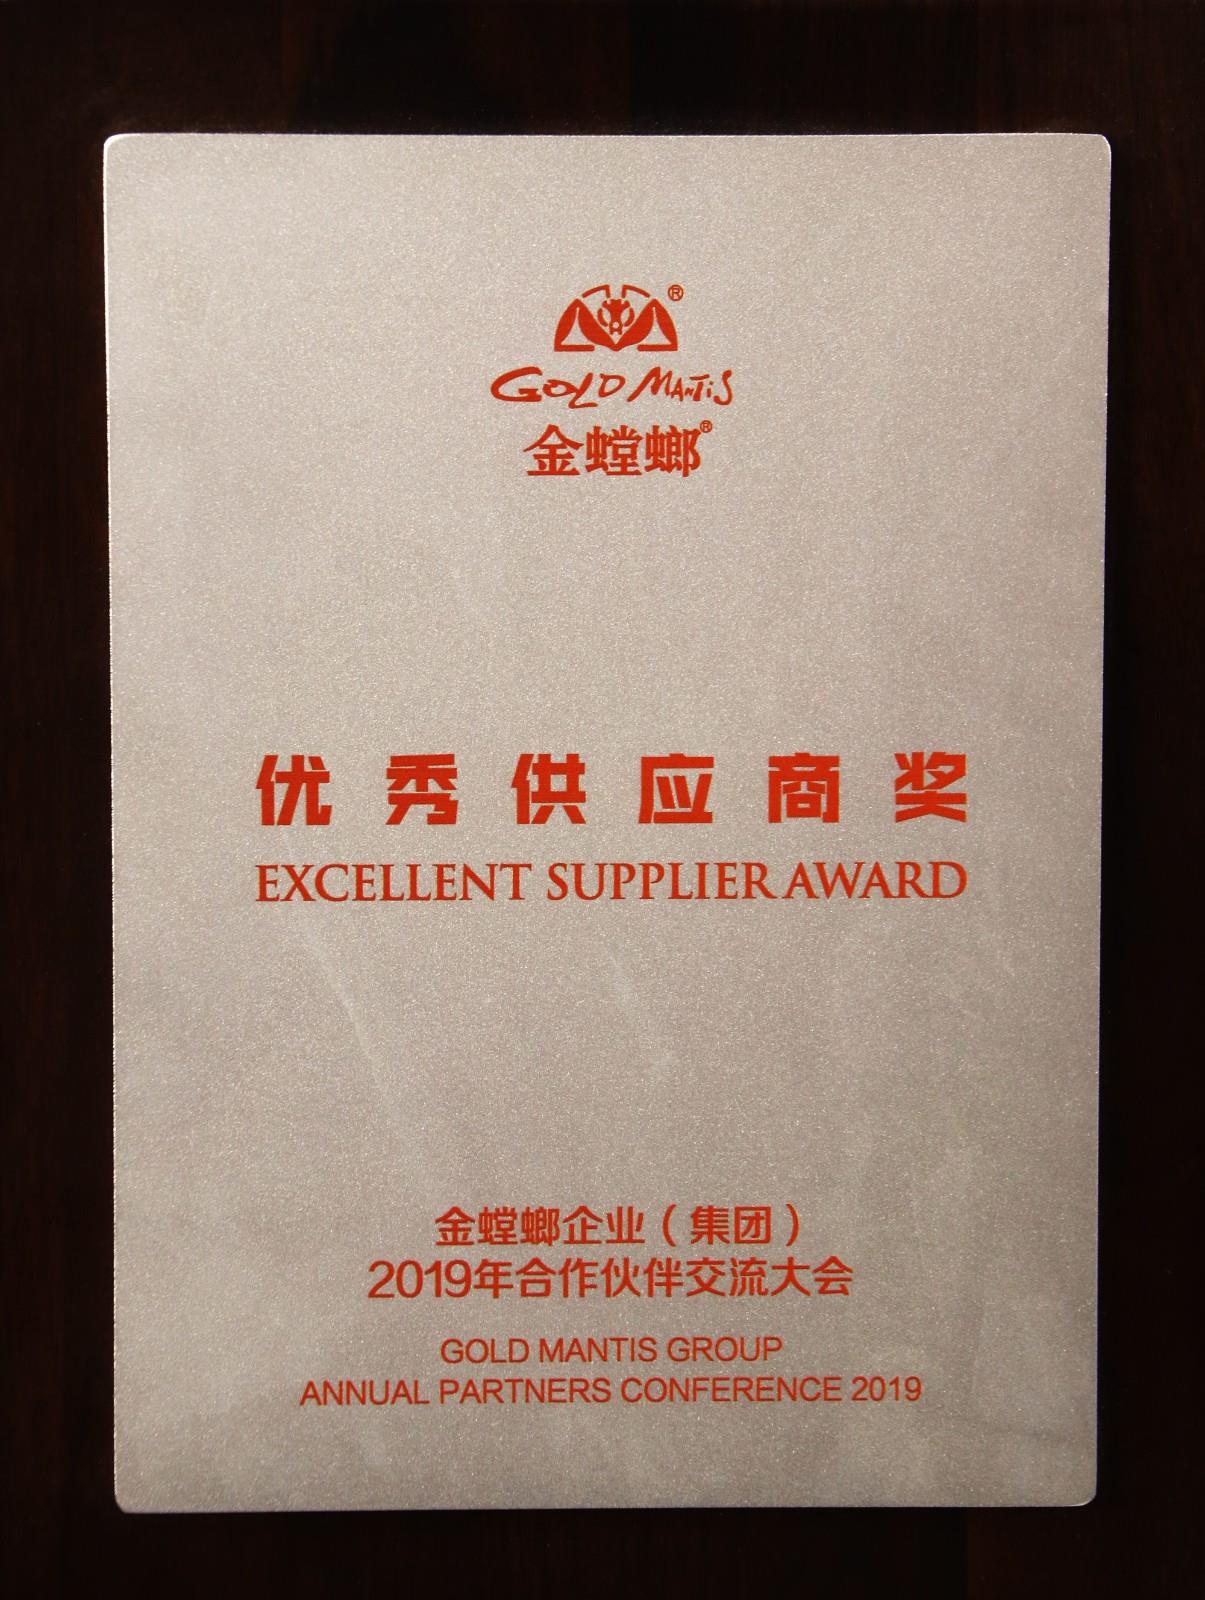 ®
GOLD MANTIS
金螳螂®
优秀供应商奖
EXCELLENT SUPPLIER AWARD
金螳螂企业（集团）
2019年合作伙伴交流大会
GOLD MANTIS GROUP
ANNUAL PARTNERS CONFERENCE 2019